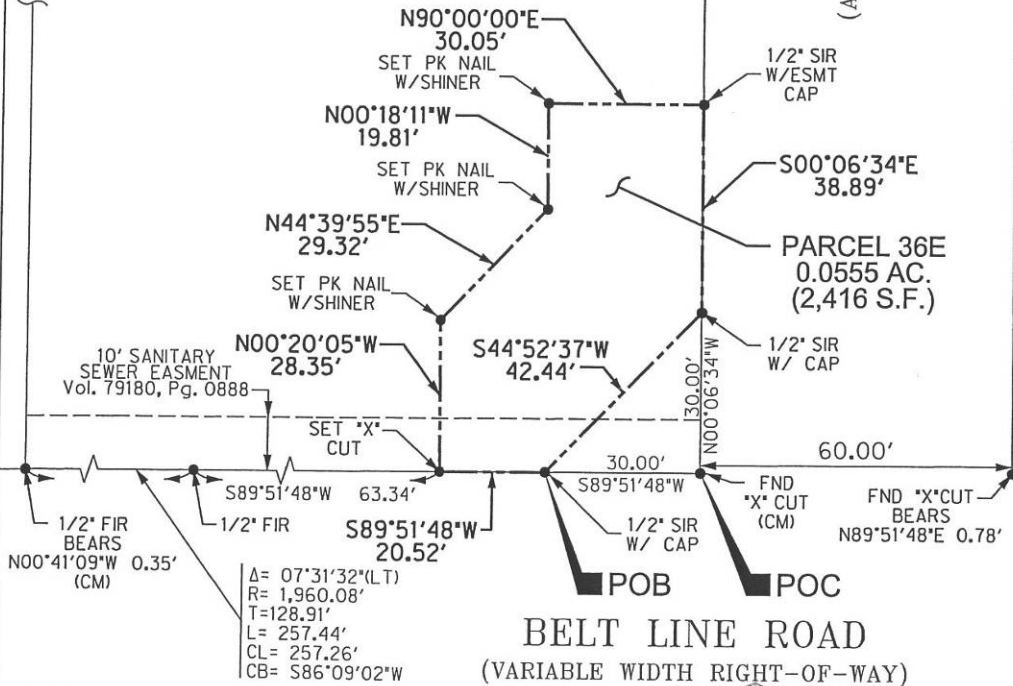 N90°00'00"E
30.05'
SET PK NAIL
W/SHINER
1/2" SIR
W/ESMT
CAP
(A
N00°18'11"W
19.81'
SET PK NAIL
W/SHINER
S00°06'34"E
38.89'
N44°39'55"E
29.32'
PARCEL 36E
0.0555 AC.
(2,416 S.F.)
SET PK NAIL
W/SHINER
N00°20'05"W
28.35'
S44°52'37"W
42.44'
1/2" SIR
W/ CAP
10' SANITARY
SEWER EASMENT
Vol. 79180, Pg. 0888
30.00'
N00°06'34"W
SET "X"
CUT
30.00'
S89°51'48"W
60.00'
S89°51'48"W 63.34'
S89°51'48"W
20.52'
FND
"X" CUT
(CM)
FND "X"CUT
BEARS
N89°51'48"E 0.78'
1/2" FIR
BEARS
N00°41'09"W 0.35'
(CM)
1/2" FIR
1/2" SIR
W/ CAP
Δ= 07°31'32"(LT)
R= 1,960.08'
T=128.91'
L= 257.44'
CL= 257.26'
CB= S86°09'02"W
POB
POC
BELT LINE ROAD
(VARIABLE WIDTH RIGHT-OF-WAY)